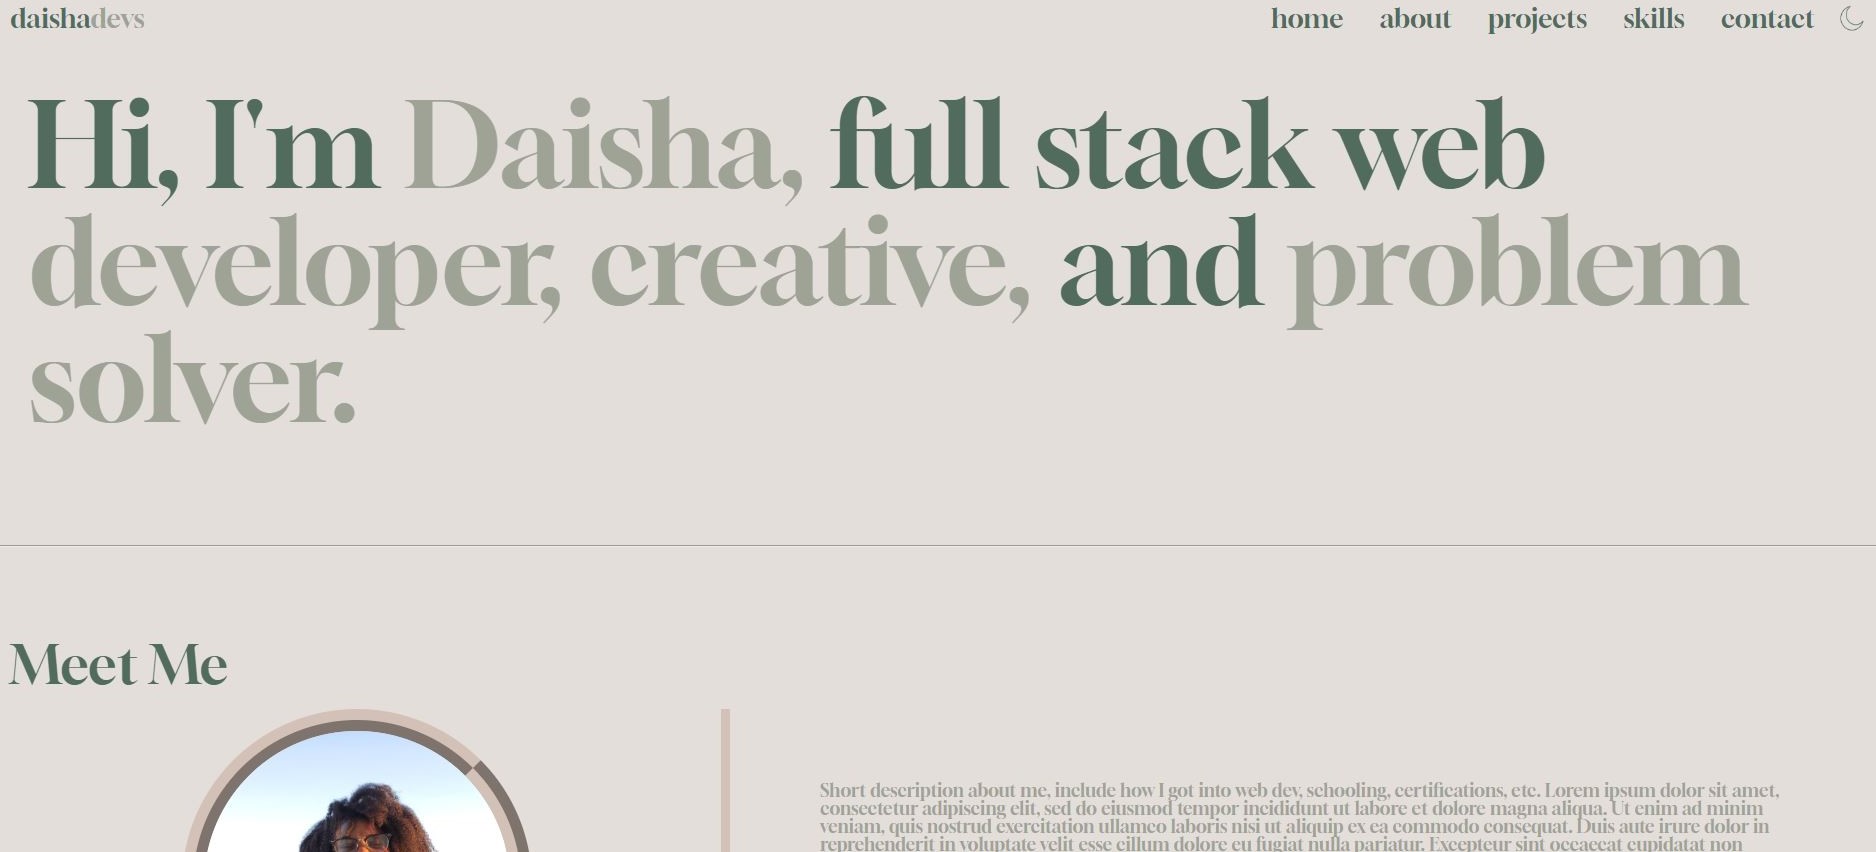 daishadevs
home about projects skills contact
Hi, I'm Daisha, full stack web
developer, creative, and problem
solver.
Meet Me
Short description about me, include how I got into web dev, schooling, certifications, etc. Lorem ipsum dolor sit amet,
consectetur adipiscing elit, sed do eiusmod tempor incididunt ut labore et dolore magna aliqua. Ut enim ad minim
veniam, quis nostrud exercitation ullamco laboris nisi ut aliquip ex ea commodo consequat. Duis aute irure dolor in
reprehenderit in voluptate velit esse cillum dolore eu fugiat nulla pariatur. Excepteur sint occaecat cupidatat non